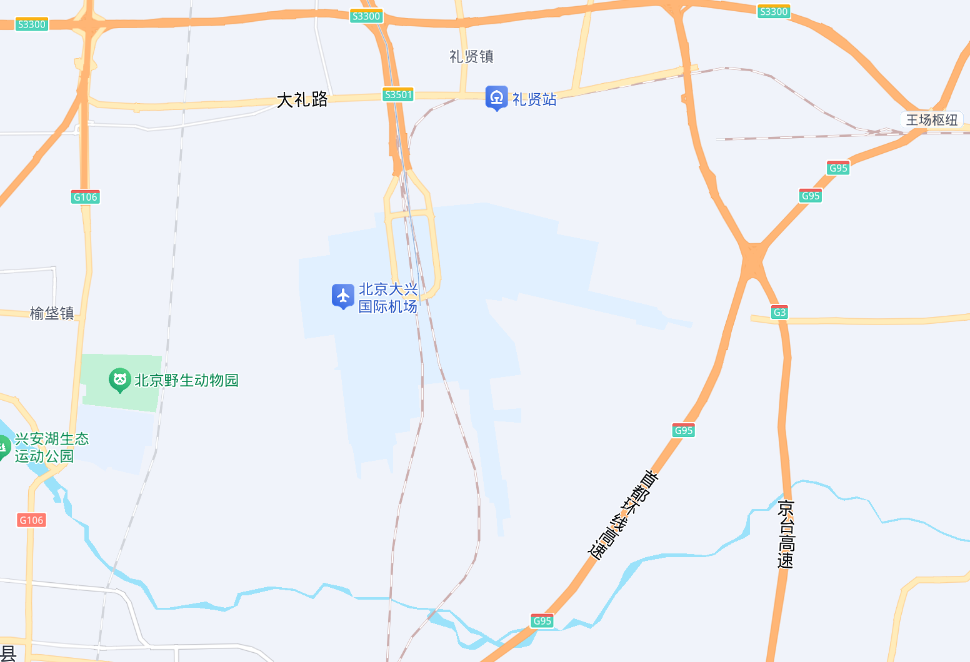 S3300
S3300
S3300
礼贤镇
大礼路
S3501
礼贤站
王场枢纽
G95
G95
G106
北京大兴
国际机场
榆垡镇
G3
北京野生动物园
兴安湖生态
运动公园
G95
首都环线高速
京台高速
G106
G95
县